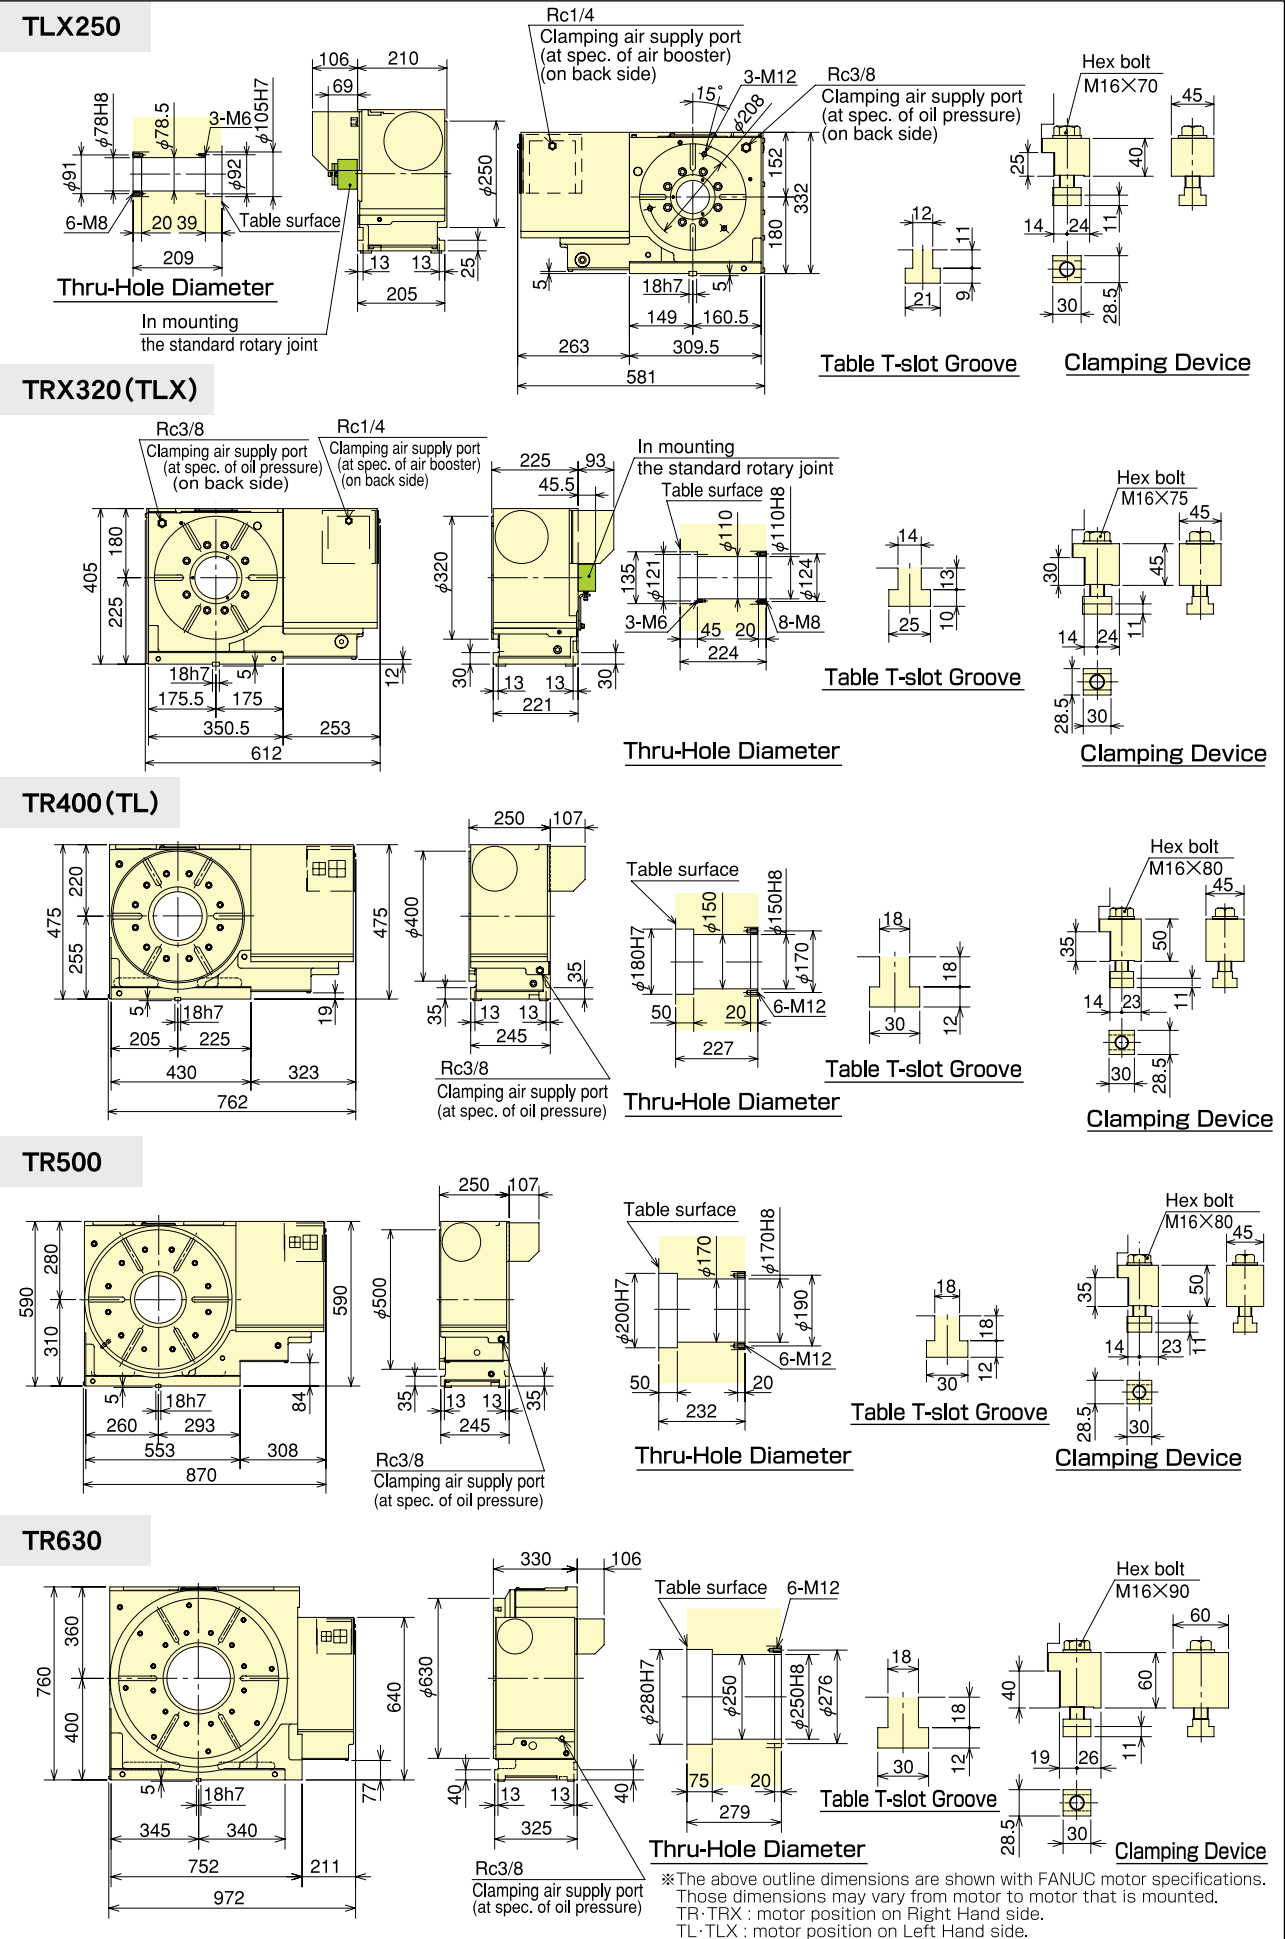 TLX250
Rc1/4
Clamping air supply port
(at spec. of air booster)
(on back side)
Rc3/8
Clamping air supply port
(at spec. of oil pressure)
(on back side)
3-M12
15°
φ208
106
210
69
φ250
13
13
25
205
φ78H8
φ78.5
3-M6
φ105H7
φ91
φ92
6-M8
20
39
Table surface
209
Thru-Hole Diameter
In mounting
the standard rotary joint
152
332
180
5
18h7
5
149
160.5
263
309.5
581
12
11
21
9
Table T-slot Groove
Hex bolt
M16×70
45
25
40
14
24
11
30
28.5
Clamping Device
TRX320(TLX)
Rc3/8
Clamping air supply port
(at spec. of oil pressure)
(on back side)
Rc1/4
Clamping air supply port
(at spec. of air booster)
(on back side)
180
405
225
18h7
5
12
175.5
175
350.5
253
612
225
93
45.5
φ320
30
13
13
30
221
In mounting
the standard rotary joint
Table surface
φ110
φ110H8
135
φ121
φ124
3-M6
45
20
8-M8
224
Thru-Hole Diameter
14
13
25
10
Table T-slot Groove
Hex bolt
M16×75
45
30
45
14
24
11
28.5
30
Clamping Device
TR400(TL)
220
475
255
475
5
18h7
19
205
225
430
323
762
250
107
φ400
35
35
13
13
245
Rc3/8
Clamping air supply port
(at spec. of oil pressure)
Table surface
φ150
φ150H8
φ180H7
φ170
50
20
6-M12
227
Thru-Hole Diameter
18
18
30
12
Table T-slot Groove
Hex bolt
M16×80
45
35
50
14
23
11
30
28.5
Clamping Device
TR500
280
590
310
590
5
18h7
84
260
293
553
308
870
250
107
φ500
35
13
13
35
245
Rc3/8
Clamping air supply port
(at spec. of oil pressure)
Table surface
φ170
φ170H8
φ200H7
φ190
6-M12
50
20
232
Thru-Hole Diameter
18
18
30
12
Table T-slot Groove
Hex bolt
M16×80
45
35
50
14
23
11
28.5
30
Clamping Device
TR630
360
760
400
640
5
18h7
77
345
340
752
211
972
330
106
φ630
40
13
13
40
325
Rc3/8
Clamping air supply port
(at spec. of oil pressure)
Table surface
6-M12
φ280H7
φ250
φ250H8
φ276
75
20
279
Thru-Hole Diameter
18
18
30
12
Table T-slot Groove
Hex bolt
M16×90
60
40
60
19
26
11
28.5
30
Clamping Device
※The above outline dimensions are shown with FANUC motor specifications.
Those dimensions may vary from motor to motor that is mounted.
TR·TRX : motor position on Right Hand side.
TL·TLX : motor position on Left Hand side.